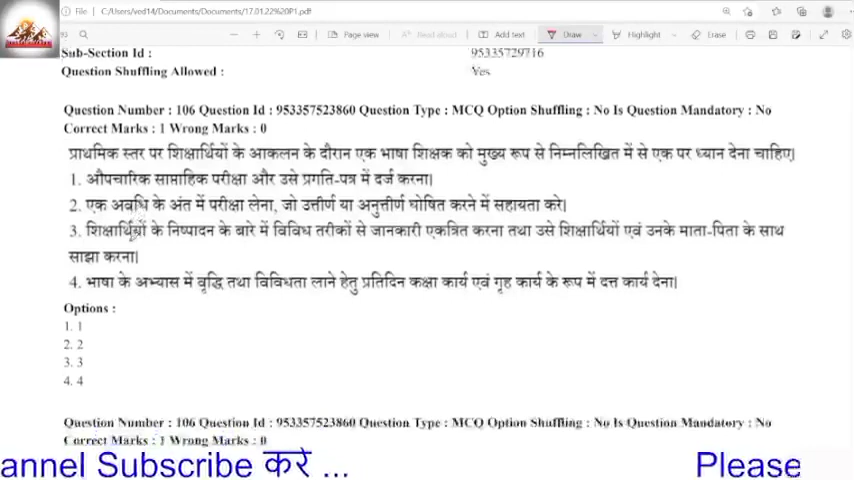 File | C:/Users/ved14/Documents/Documents/17.01.22%20P1.pdf
Page view | Read aloud | Add text | Draw | Highlight | Erase
Sub-Section Id : 95335729716
Question Shuffling Allowed : Yes
Question Number : 106 Question Id : 953357523860 Question Type : MCQ Option Shuffling : No Is Question Mandatory : No
Correct Marks : 1 Wrong Marks : 0
प्राथमिक स्तर पर शिक्षार्थियों के आकलन के दौरान एक भाषा शिक्षक को मुख्य रूप से निम्नलिखित में से एक पर ध्यान देना चाहिए|
1. औपचारिक साप्ताहिक परीक्षा और उसे प्रगति-पत्र में दर्ज करना|
2. एक अवधि के अंत में परीक्षा लेना, जो उत्तीर्ण या अनुत्तीर्ण घोषित करने में सहायता करे|
3. शिक्षार्थियों के निष्पादन के बारे में विविध तरीकों से जानकारी एकत्रित करना तथा उसे शिक्षार्थियों एवं उनके माता-पिता के साथ
साझा करना|
4. भाषा के अभ्यास में वृद्धि तथा विविधता लाने हेतु प्रतिदिन कक्षा कार्य एवं गृह कार्य के रूप में दत्त कार्य देना|
Options :
1. 1
2. 2
3. 3
4. 4
Question Number : 106 Question Id : 953357523860 Question Type : MCQ Option Shuffling : No Is Question Mandatory : No
Correct Marks : 1 Wrong Marks : 0
annel Subscribe करे ... Please